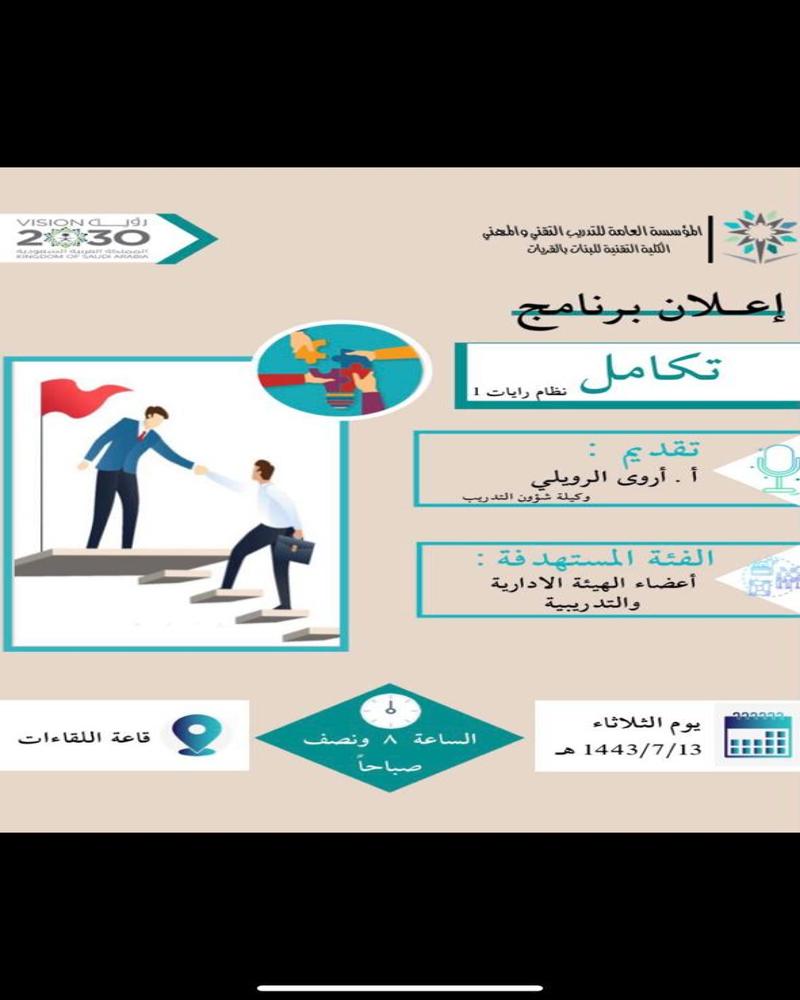 المؤسسة العامة للتدريب التقني والمهني
الكلية التقنية للبنات بالقريات
VISION رؤيــة
2030
المملكة العربية السعودية
KINGDOM OF SAUDI ARABIA
إعــلان برنامج
تكامل
نظام رايات 1
تقديم :
أ . أروى الرويلي
وكيلة شؤون التدريب
الفئة المستهدفة :
أعضاء الهيئة الادارية
والتدريبية
يوم الثلاثاء
1443/7/13 هـ
الساعة ٨ ونصف
صباحاً
قاعة اللقاءات